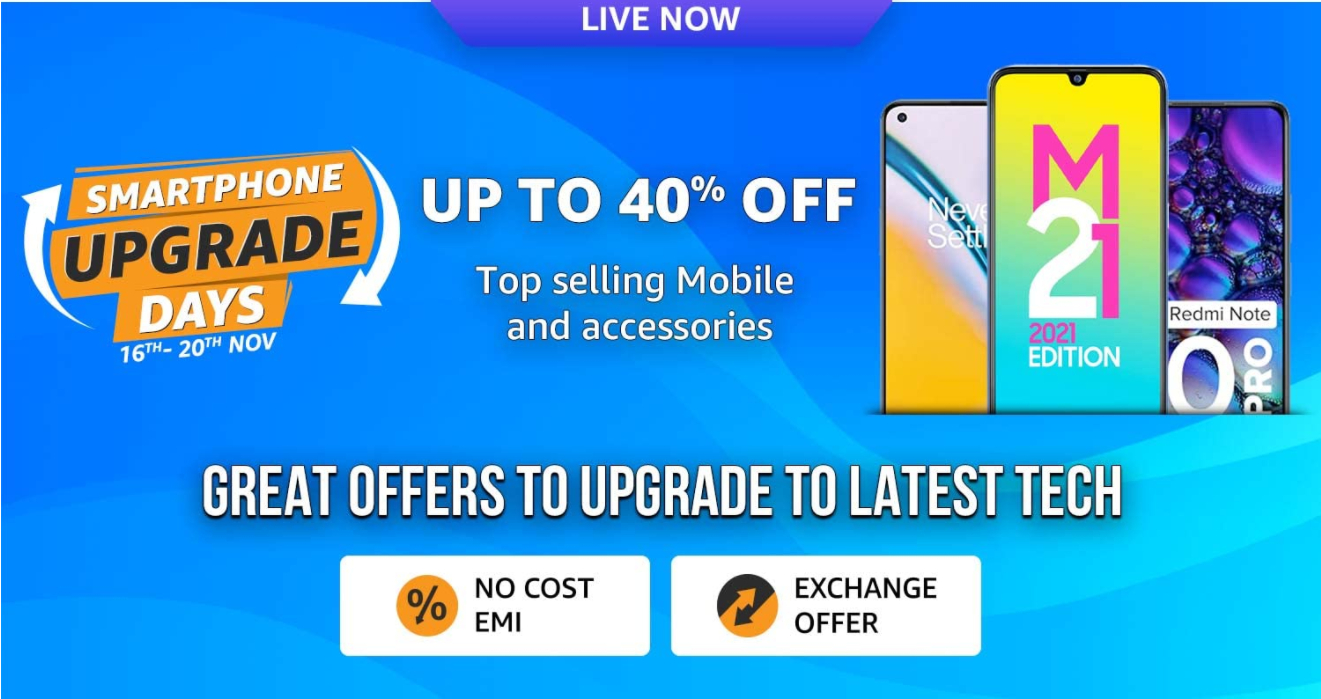 LIVE NOW
SMARTPHONE
UPGRADE
DAYS
16TH- 20TH NOV
UP TO 40% OFF
Top selling Mobile
and accessories
M
21
2021
EDITION
Redmi Note
0
PRO
GREAT OFFERS TO UPGRADE TO LATEST TECH
%
NO COST
EMI
EXCHANGE
OFFER